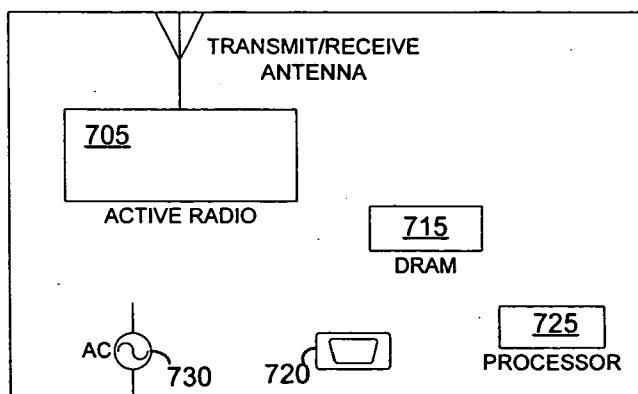 TRANSMIT/RECEIVE
ANTENNA
705
ACTIVE RADIO
715
DRAM
AC
730
720
725
PROCESSOR